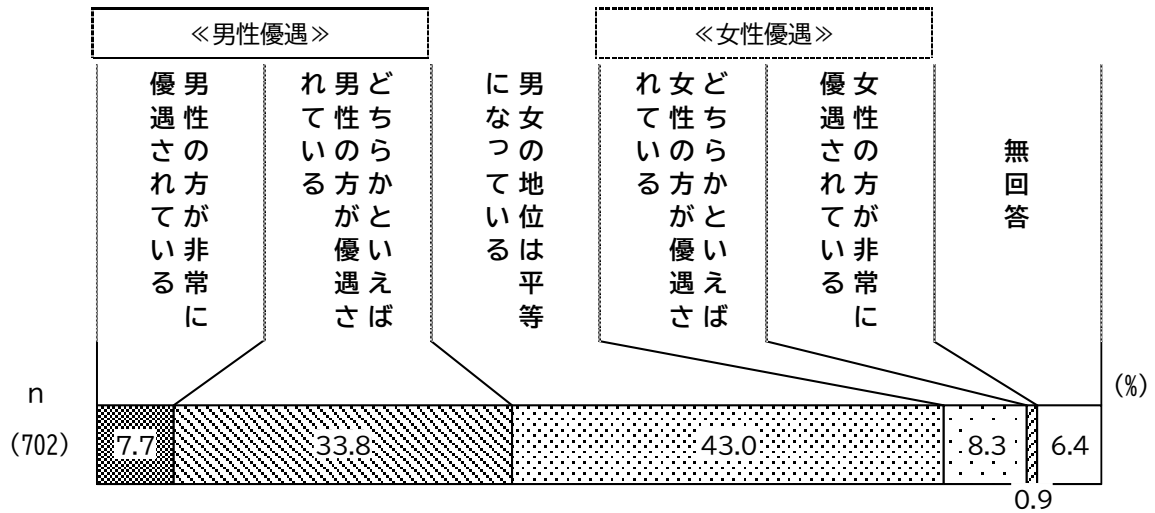 ≪男性優遇≫
≪女性優遇≫
男性の方が非常に
優遇されている
どちらかといえば
男性の方が優遇さ
れている
男女の地位は平等
になっている
どちらかといえば
女性の方が優遇さ
れている
女性の方が非常に
優遇されている
無回答
(%)
n
(702)
7.7
33.8
43.0
8.3
0.9
6.4